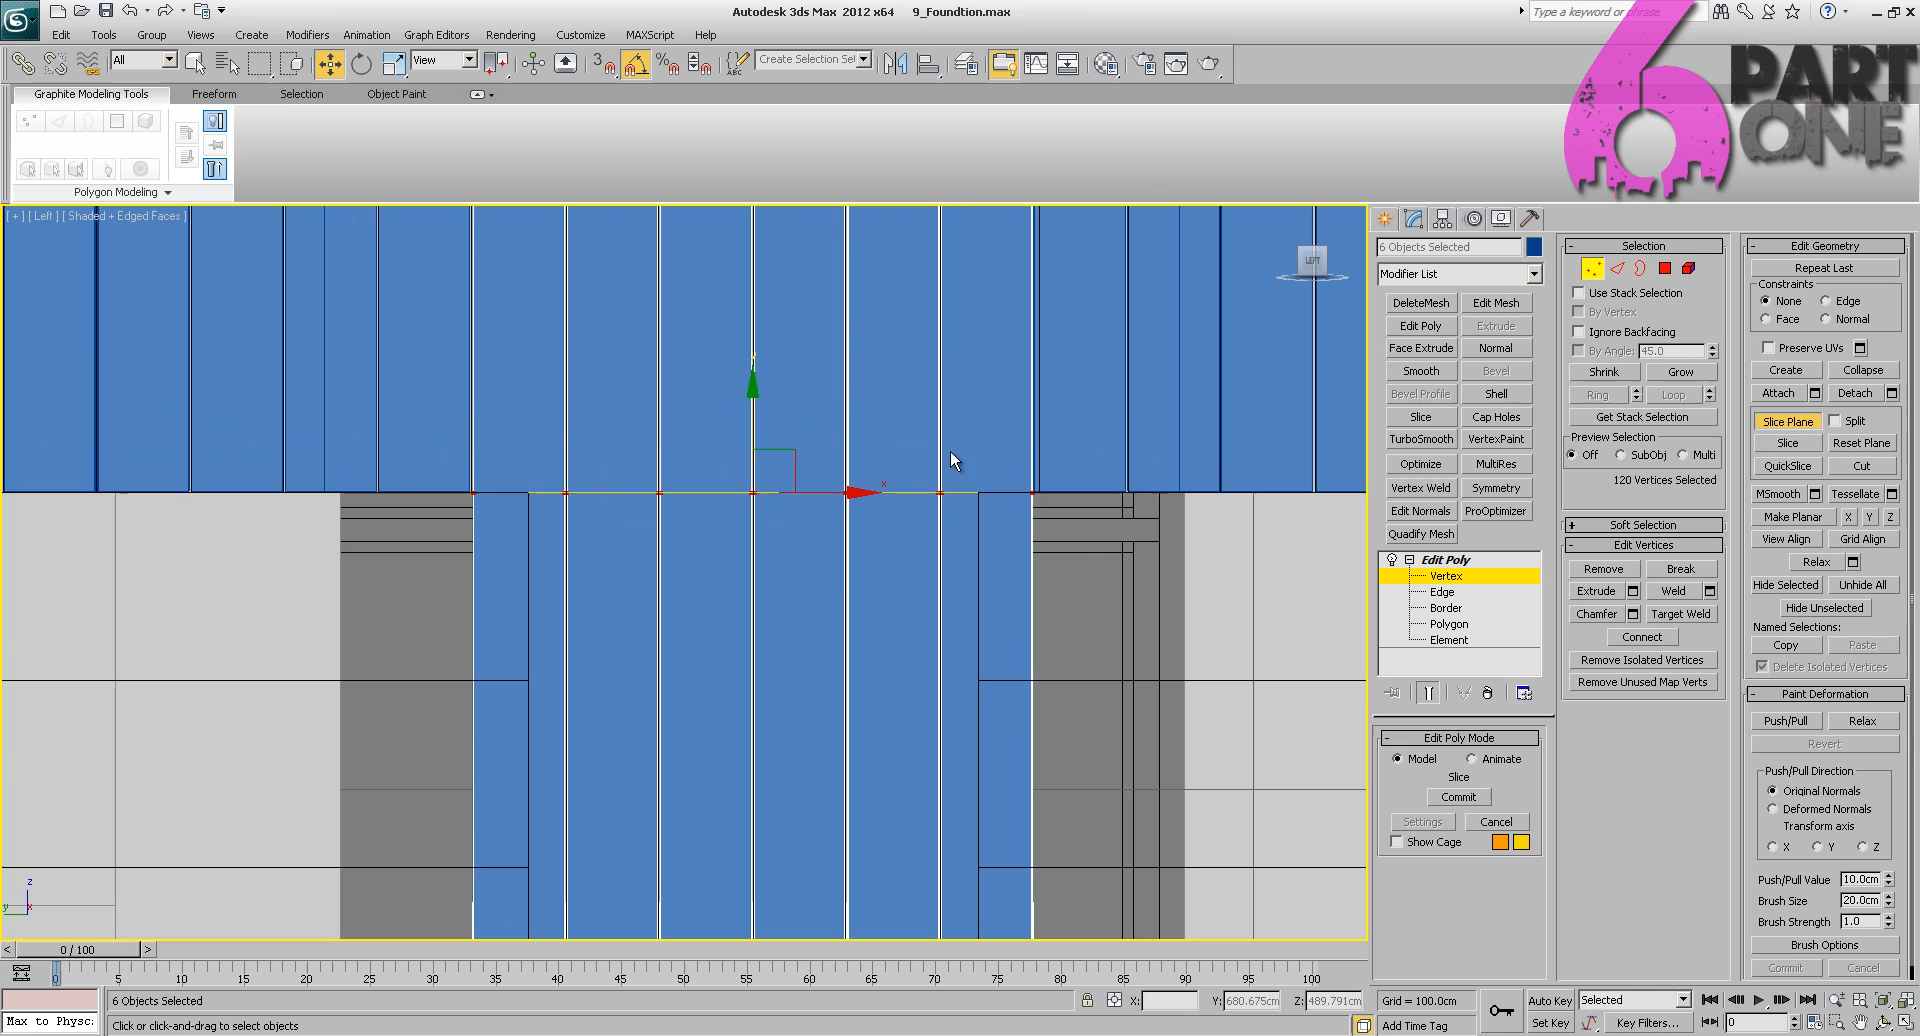 Autodesk 3ds Max 2012 x64 9_Foundtion.max
Type a keyword or phrase
Edit Tools Group Views Create Modifiers Animation Graph Editors Rendering Customize MAXScript Help
All View Create Selection Sel
Graphite Modeling Tools Freeform Selection Object Paint
Polygon Modeling
6 PART ONE
[ + ] [ Left ] [ Shaded + Edged Faces ]
LEFT
x
z
y
x
6 Objects Selected
Modifier List
DeleteMesh Edit Mesh
Edit Poly Extrude
Face Extrude Normal
Smooth Bevel
Bevel Profile Shell
Slice Cap Holes
TurboSmooth VertexPaint
Optimize MultiRes
Vertex Weld Symmetry
Edit Normals ProOptimizer
Quadify Mesh
Edit Poly
Vertex
Edge
Border
Polygon
Element
Edit Poly Mode
Model Animate
Slice
Commit
Settings Cancel
Show Cage
Selection
Use Stack Selection
By Vertex
Ignore Backfacing
By Angle: 45.0
Shrink Grow
Ring Loop
Get Stack Selection
Preview Selection
Off SubObj Multi
120 Vertices Selected
Soft Selection
Edit Vertices
Remove Break
Extrude Weld
Chamfer Target Weld
Connect
Remove Isolated Vertices
Remove Unused Map Verts
Edit Geometry
Repeat Last
Constraints
None Edge
Face Normal
Preserve UVs
Create Collapse
Attach Detach
Slice Plane Split
Slice Reset Plane
QuickSlice Cut
MSmooth Tessellate
Make Planar X Y Z
View Align Grid Align
Relax
Hide Selected Unhide All
Hide Unselected
Named Selections:
Copy Paste
Delete Isolated Vertices
Paint Deformation
Push/Pull Relax
Revert
Push/Pull Direction
Original Normals
Deformed Normals
Transform axis
X Y Z
Push/Pull Value 10.0cm
Brush Size 20.0cm
Brush Strength 1.0
Brush Options
Commit Cancel
< 0 / 100 >
0 5 10 15 20 25 30 35 40 45 50 55 60 65 70 75 80 85 90 95 100
6 Objects Selected X: Y: 680.675cm Z: 489.791cm Grid = 100.0cm Auto Key Selected
Max to Physc: Click or click-and-drag to select objects Add Time Tag Set Key Key Filters... 0